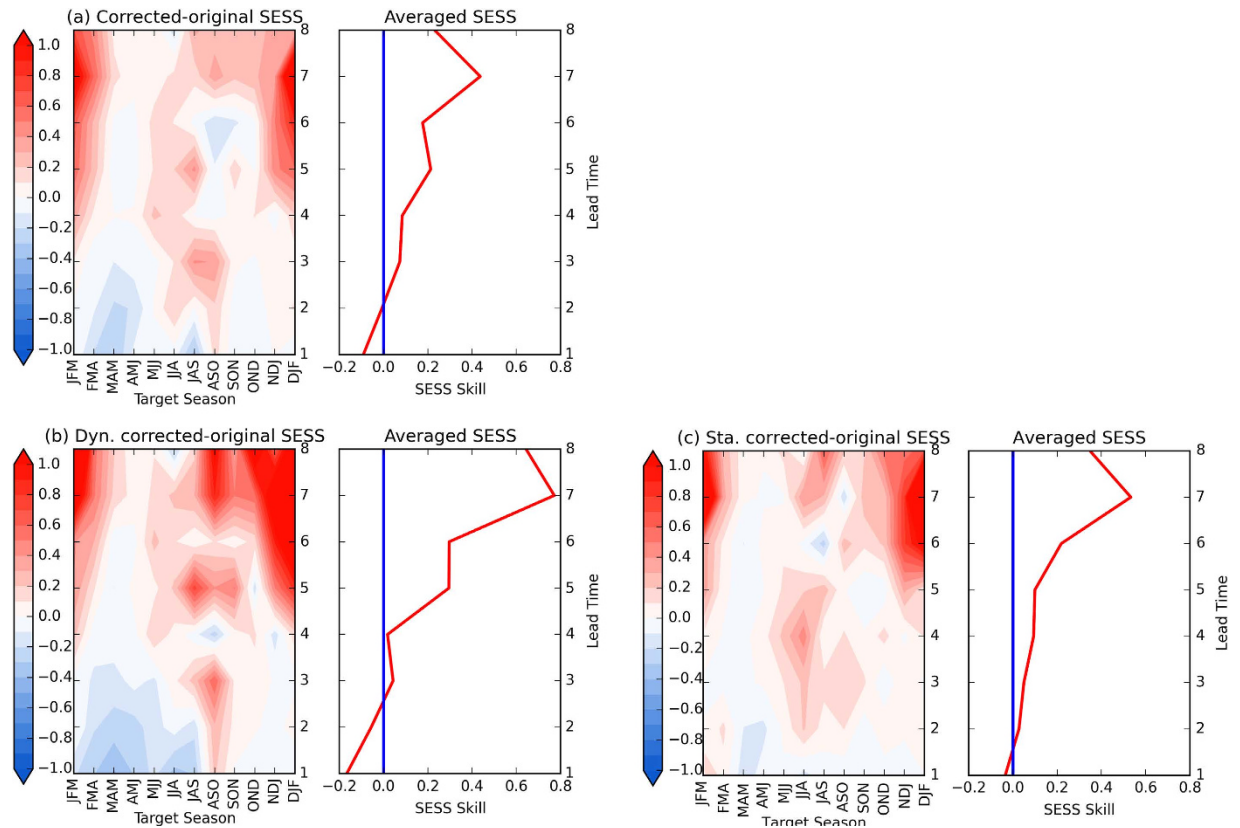 (a) Corrected-original SESS
Averaged SESS
1.0
0.8
0.6
0.4
0.2
0.0
−0.2
−0.4
−0.6
−0.8
−1.0
JFM
FMA
MAM
AMJ
MJJ
JJA
JAS
ASO
SON
OND
NDJ
DJF
Target Season
8
7
6
5
4
3
2
1
Lead Time
−0.2
0.0
0.2
0.4
0.6
0.8
SESS Skill
(b) Dyn. corrected-original SESS
Averaged SESS
1.0
0.8
0.6
0.4
0.2
0.0
−0.2
−0.4
−0.6
−0.8
−1.0
JFM
FMA
MAM
AMJ
MJJ
JJA
JAS
ASO
SON
OND
NDJ
DJF
Target Season
8
7
6
5
4
3
2
1
Lead Time
−0.2
0.0
0.2
0.4
0.6
0.8
SESS Skill
(c) Sta. corrected-original SESS
Averaged SESS
1.0
0.8
0.6
0.4
0.2
0.0
−0.2
−0.4
−0.6
−0.8
−1.0
JFM
FMA
MAM
AMJ
MJJ
JJA
JAS
ASO
SON
OND
NDJ
DJF
Target Season
8
7
6
5
4
3
2
1
Lead Time
−0.2
0.0
0.2
0.4
0.6
0.8
SESS Skill